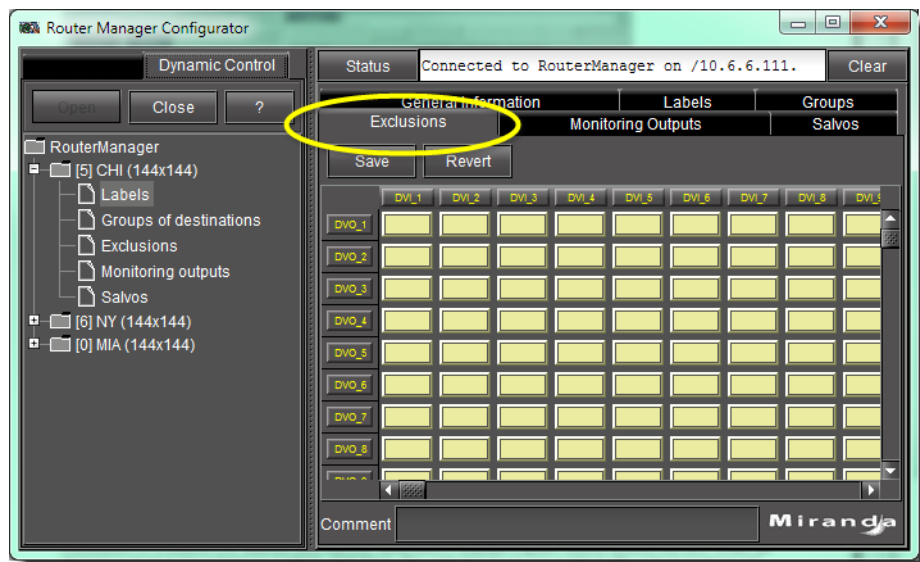 Router Manager Configurator
Dynamic Control
Open Close ?
RouterManager
[5] CHI (144x144)
Labels
Groups of destinations
Exclusions
Monitoring outputs
Salvos
[6] NY (144x144)
[0] MIA (144x144)
Status Connected to RouterManager on /10.6.6.111. Clear
General Information Labels Groups
Exclusions Monitoring Outputs Salvos
Save Revert
DVI_1 DVI_2 DVI_3 DVI_4 DVI_5 DVI_6 DVI_7 DVI_8 DVI_9
DVO_1
DVO_2
DVO_3
DVO_4
DVO_5
DVO_6
DVO_7
DVO_8
Comment
Miranda